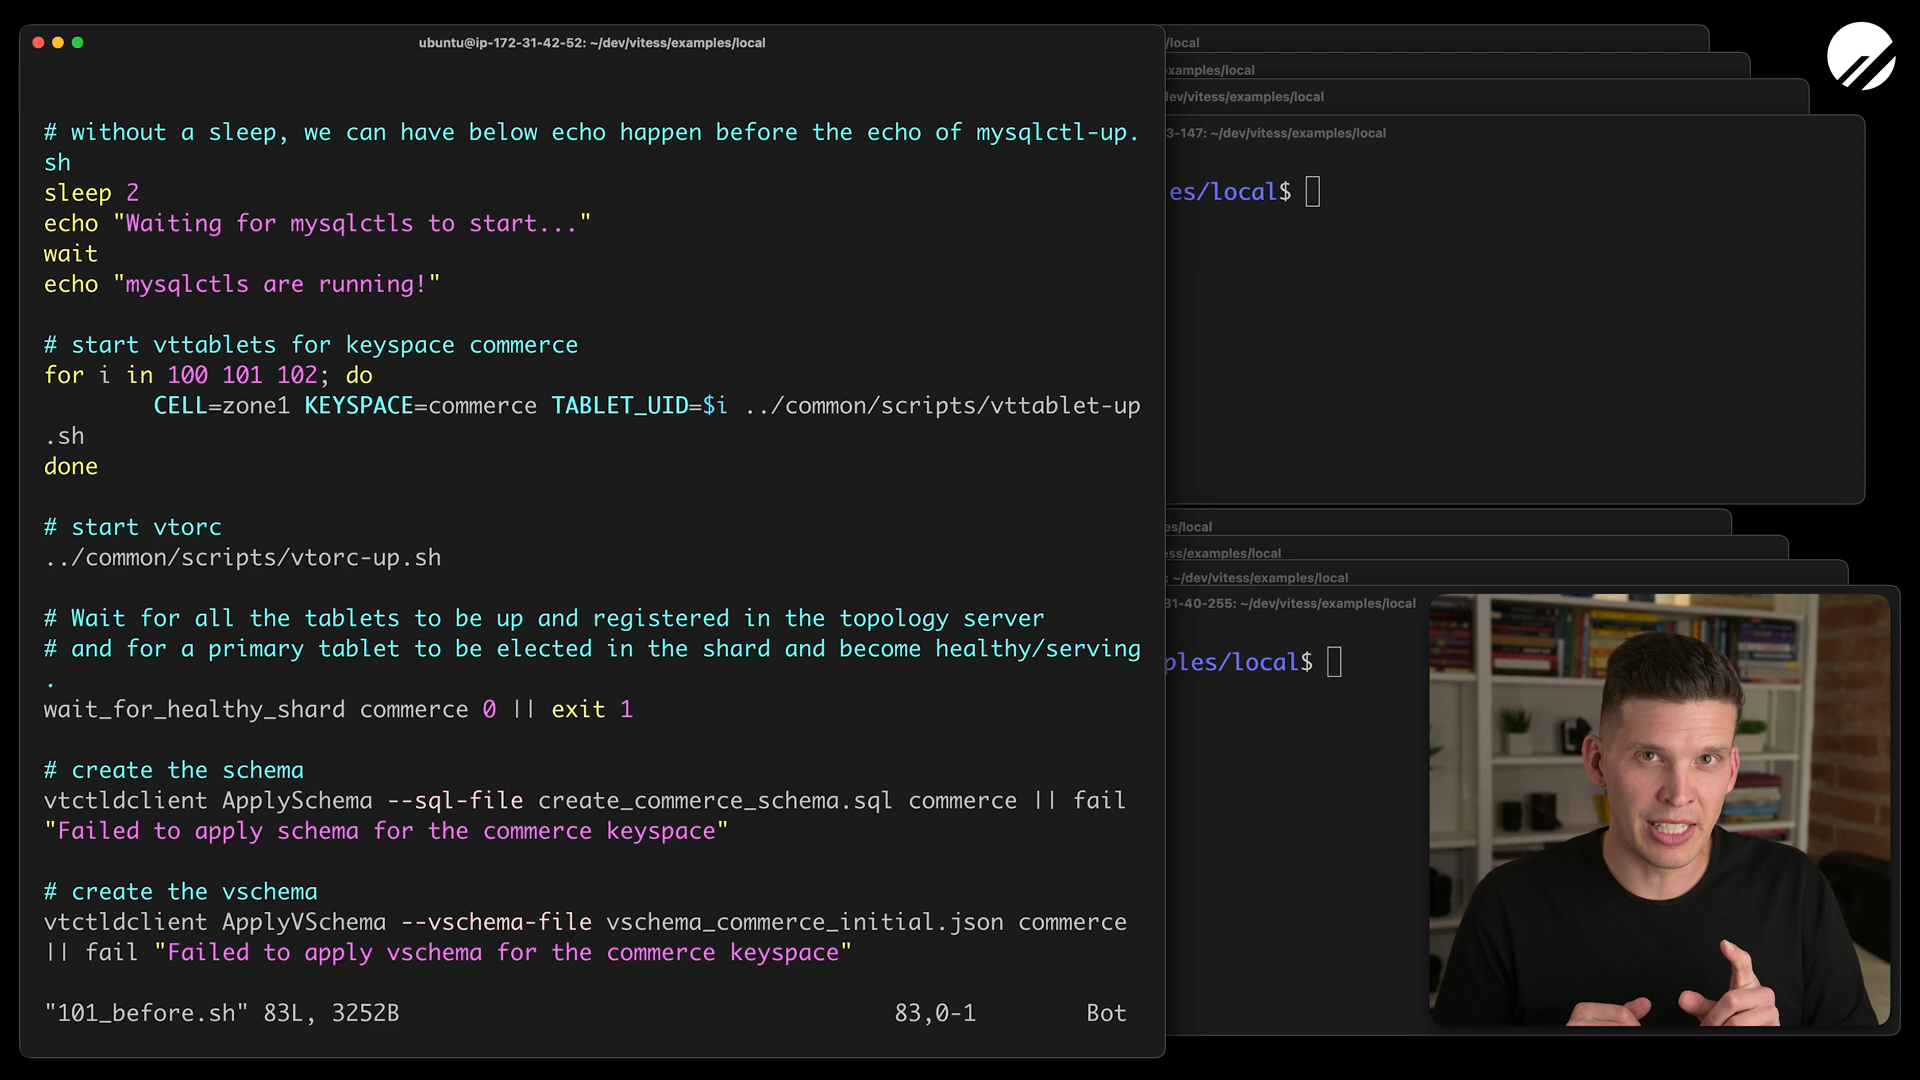 ubuntu@ip-172-31-42-52: ~/dev/vitess/examples/local
# without a sleep, we can have below echo happen before the echo of mysqlctl-up.
sh
sleep 2
echo "Waiting for mysqlctls to start..."
wait
echo "mysqlctls are running!"
# start vttablets for keyspace commerce
for i in 100 101 102; do
CELL=zone1 KEYSPACE=commerce TABLET_UID=$i ../common/scripts/vttablet-up
.sh
done
# start vtorc
../common/scripts/vtorc-up.sh
# Wait for all the tablets to be up and registered in the topology server
# and for a primary tablet to be elected in the shard and become healthy/serving
.
wait_for_healthy_shard commerce 0 || exit 1
# create the schema
vtctldclient ApplySchema --sql-file create_commerce_schema.sql commerce || fail
"Failed to apply schema for the commerce keyspace"
# create the vschema
vtctldclient ApplyVSchema --vschema-file vschema_commerce_initial.json commerce
|| fail "Failed to apply vschema for the commerce keyspace"
"101_before.sh" 83L, 3252B 83,0-1 Bot
/local
examples/local
dev/vitess/examples/local
3-147: ~/dev/vitess/examples/local
es/local$
es/local
ss/examples/local
: ~/dev/vitess/examples/local
31-40-255: ~/dev/vitess/examples/local
ples/local$